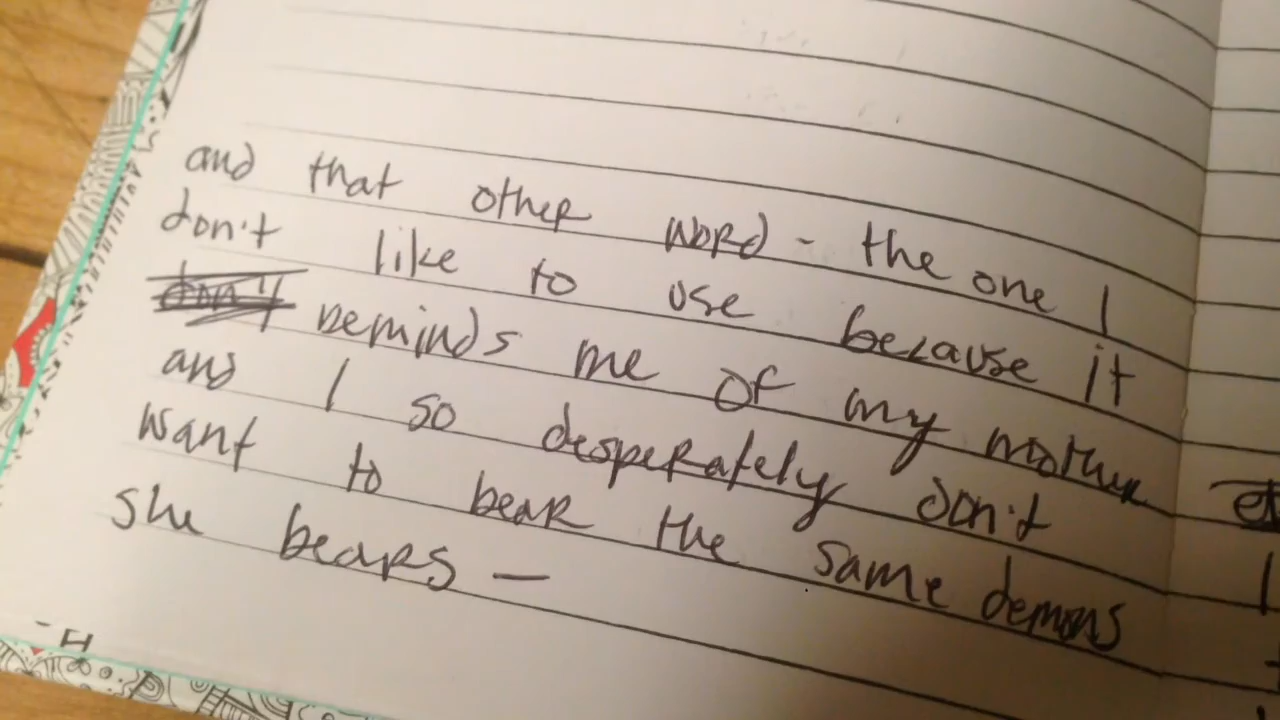 and that other word - the one I
don't like to use because it
don't reminds me of my mother
and I so desperately don't
want to bear the same demons
she bears —
-H